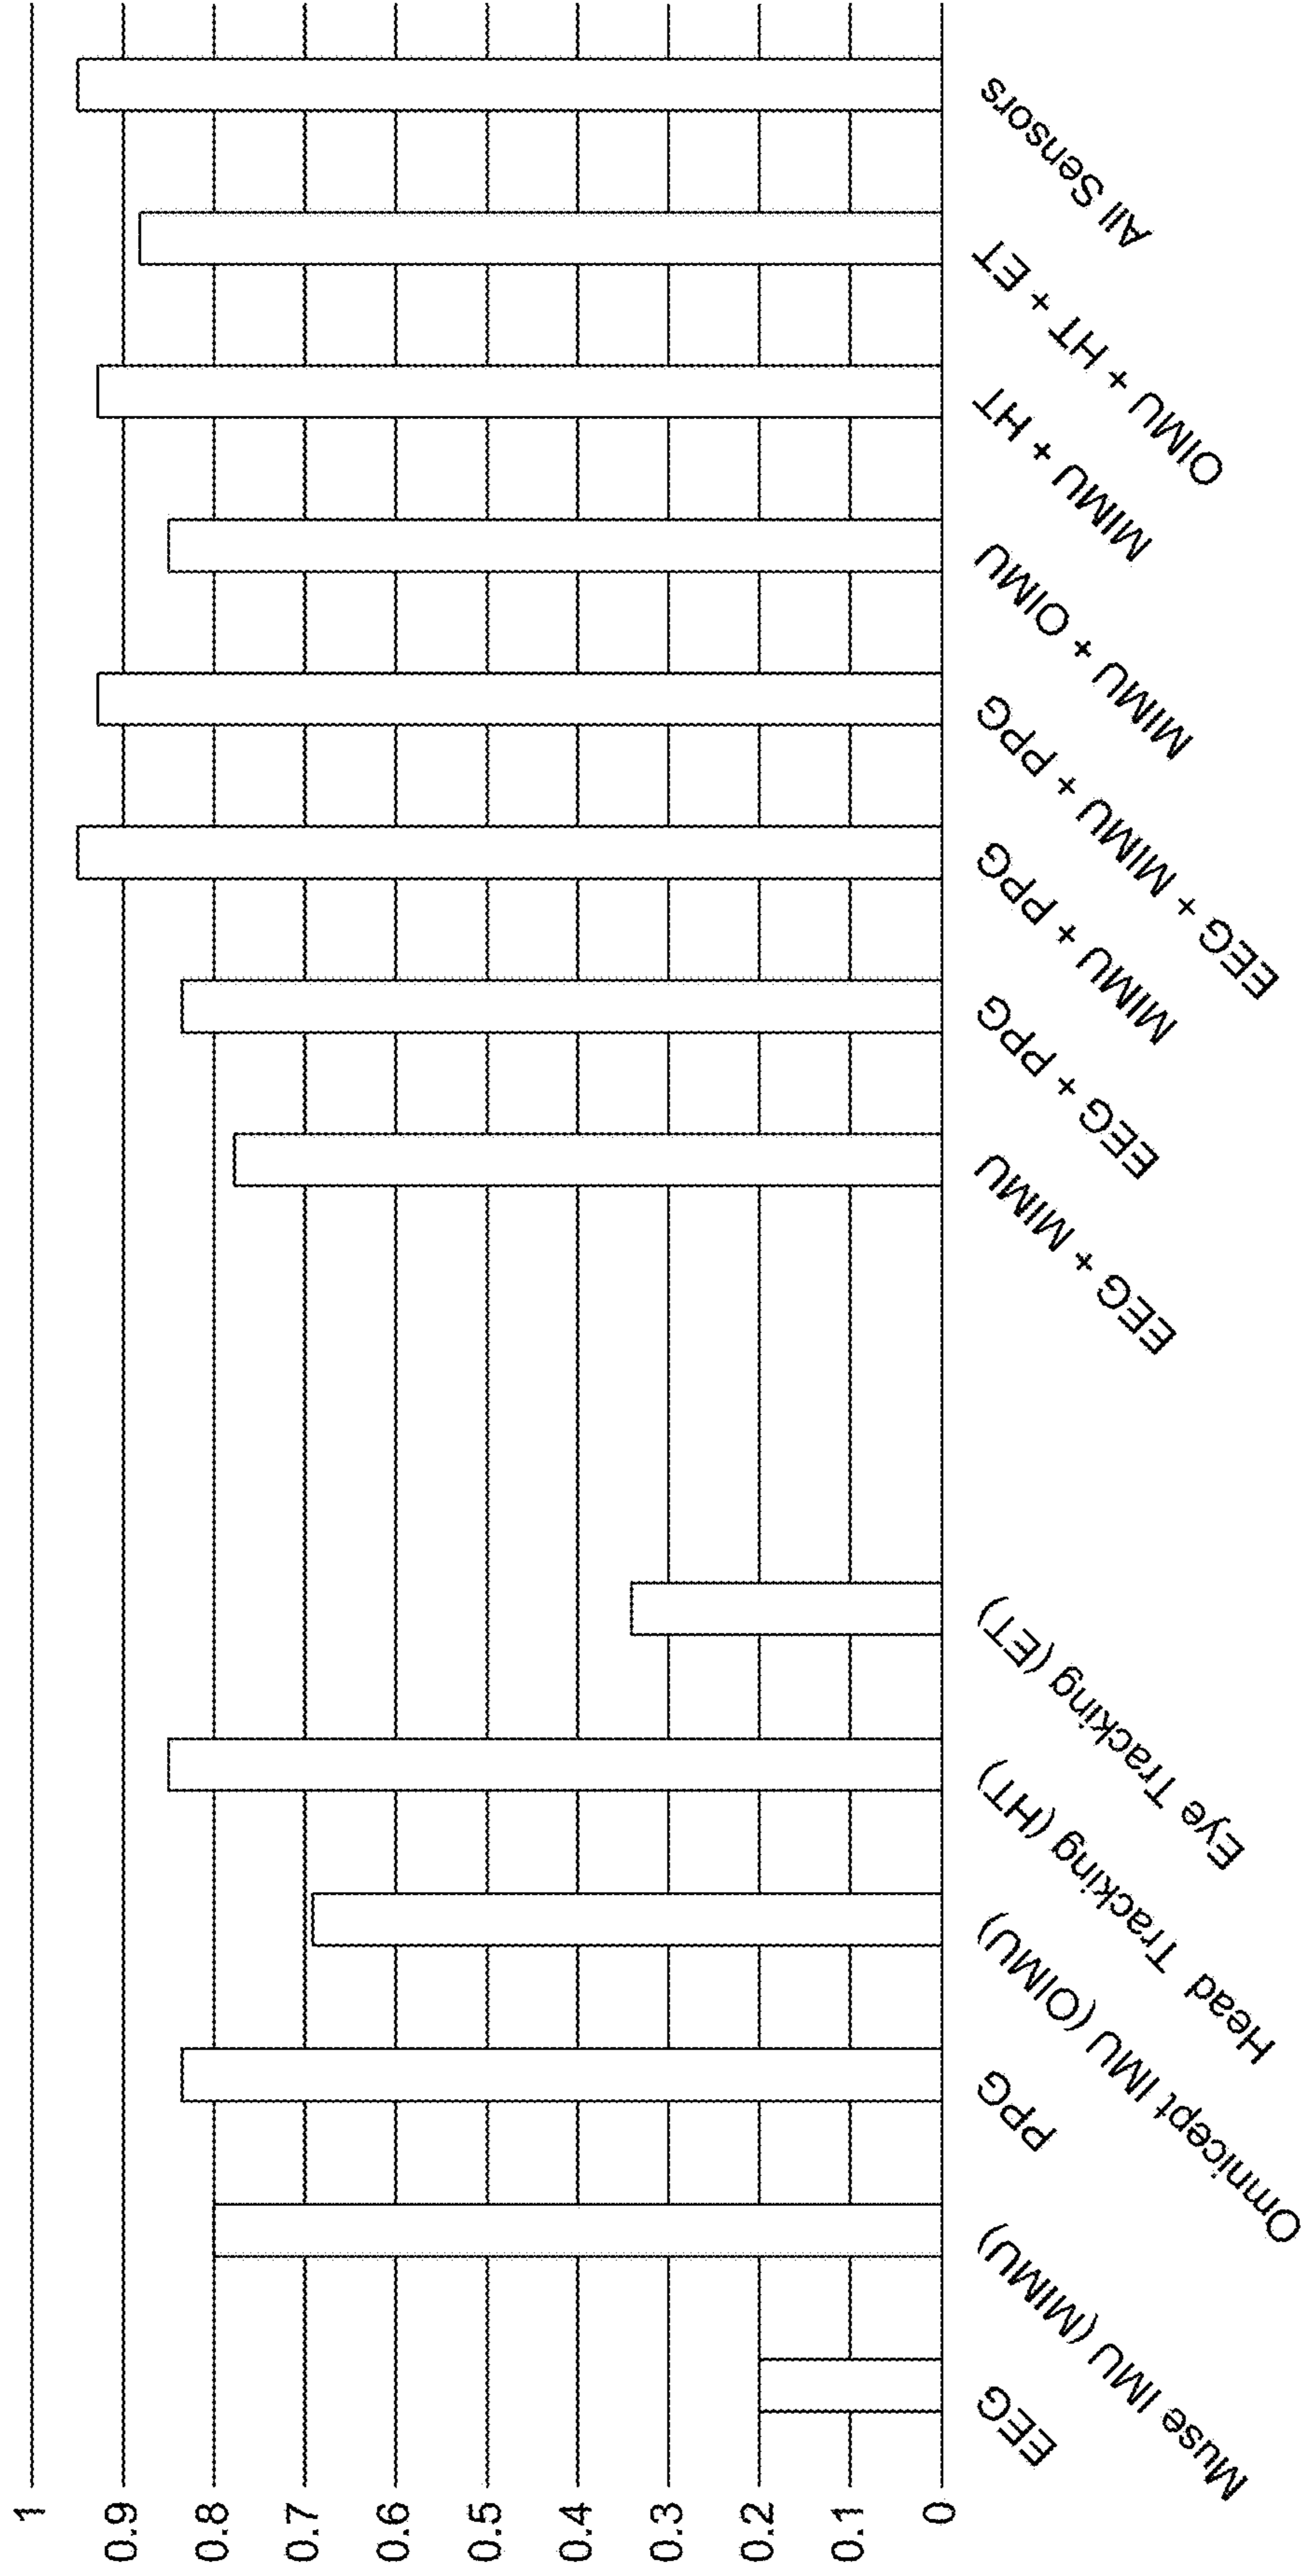 1
0.9
0.8
0.7
0.6
0.5
0.4
0.3
0.2
0.1
0
EEG
Muse IMU (MIMU)
PPG
Omnicept IMU (OIMU)
Head Tracking (HT)
Eye Tracking (ET)
EEG + MIMU
EEG + PPG
MIMU + PPG
EEG + MIMU + PPG
MIMU + OIMU
MIMU + HT
OIMU + HT + ET
All Sensors